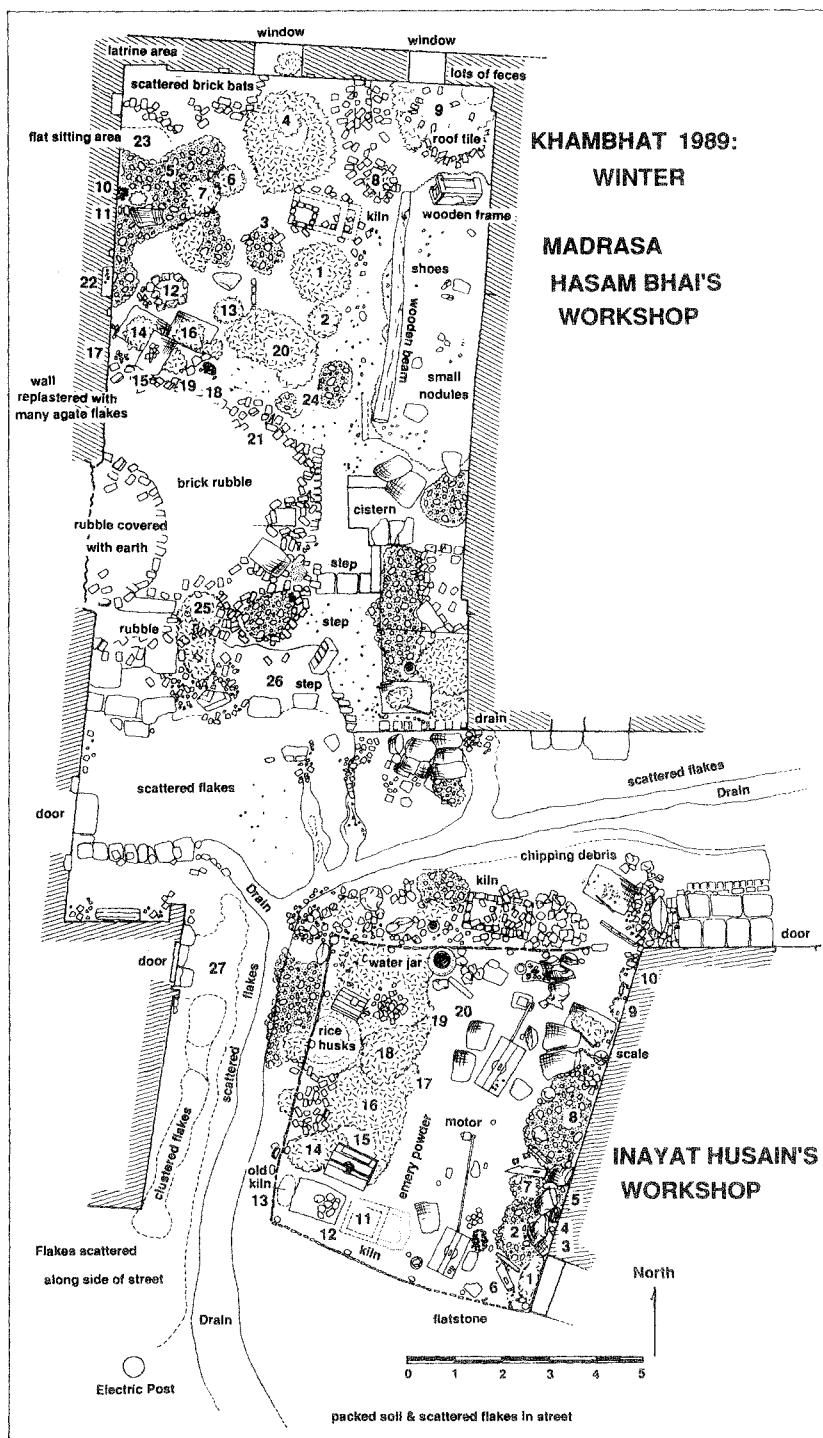 window
window
latrine area
lots of feces
scattered brick bats
4
9
KHAMBHAT 1989:
WINTER
flat sitting area
23
roof tile
5
6
8
10
7
kiln
wooden frame
11
3
MADRASA
HASAM BHAI'S
WORKSHOP
shoes
1
22
12
13
2
wooden beam
14
16
20
17
small
nodules
15
19
18
24
wall
replastered with
many agate flakes
21
brick rubble
cistern
rubble covered
with earth
step
25
step
rubble
26
step
drain
scattered flakes
scattered flakes
Drain
door
chipping debris
kiln
Drain
door
door
water jar
27
flakes
10
20
9
19
rice
husks
scale
18
17
scattered
16
8
motor
emery powder
15
14
INAYAT HUSAIN'S
WORKSHOP
clustered flakes
old
kiln
7
5
13
11
2
4
12
3
kiln
Flakes scattered
along side of street
6
1
North
Drain
flatstone
0 1 2 3 4 5
Electric Post
packed soil & scattered flakes in street